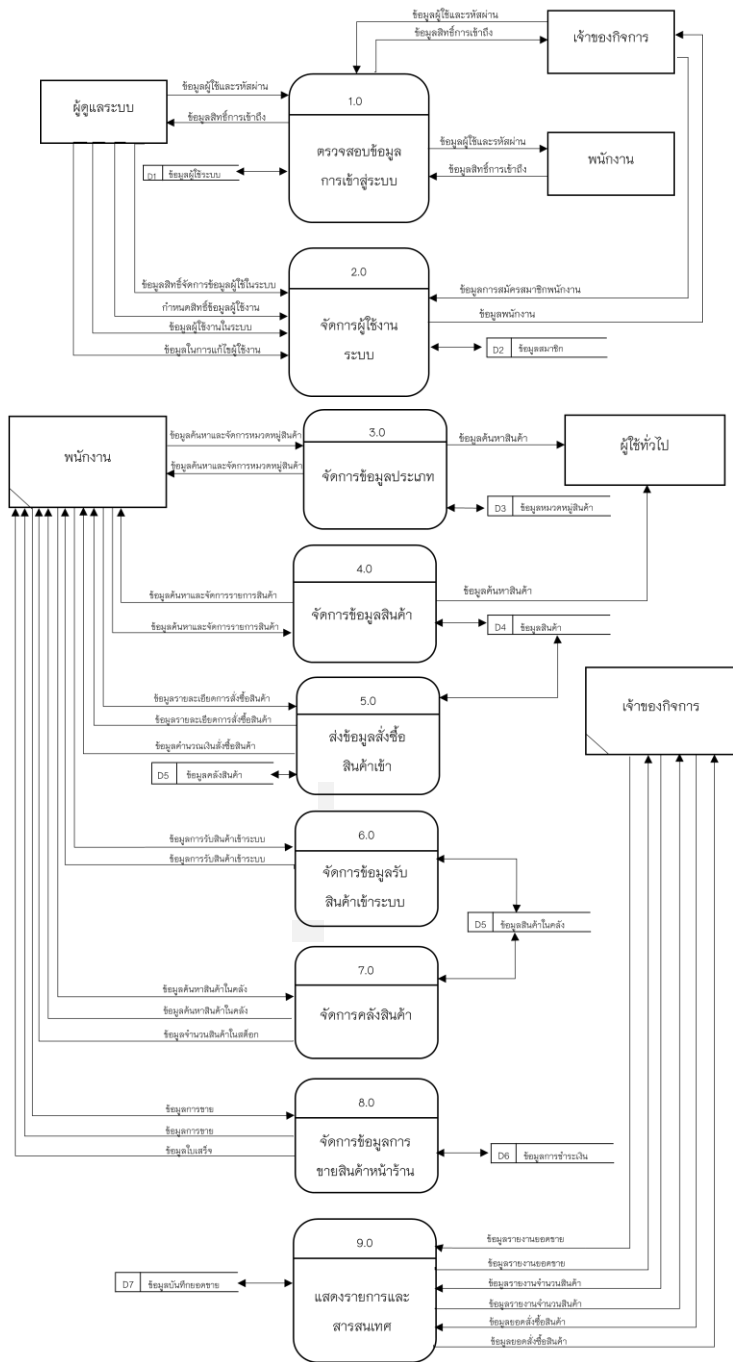 ข้อมูลผู้ใช้และรหัสผ่าน
ข้อมูลสิทธิ์การเข้าถึง
เจ้าของกิจการ
ผู้ดูแลระบบ
ข้อมูลผู้ใช้และรหัสผ่าน
ข้อมูลสิทธิ์การเข้าถึง
1.0
ตรวจสอบข้อมูล
การเข้าสู่ระบบ
ข้อมูลผู้ใช้และรหัสผ่าน
ข้อมูลสิทธิ์การเข้าถึง
พนักงาน
D1 ข้อมูลผู้ใช้ระบบ
2.0
จัดการผู้ใช้งาน
ระบบ
ข้อมูลสิทธิ์จัดการข้อมูลผู้ใช้ในระบบ
กำหนดสิทธิ์ข้อมูลผู้ใช้งาน
ข้อมูลผู้ใช้งานในระบบ
ข้อมูลในการแก้ไขผู้ใช้งาน
ข้อมูลการสมัครสมาชิกพนักงาน
ข้อมูลพนักงาน
D2 ข้อมูลสมาชิก
พนักงาน
ข้อมูลค้นหาและจัดการหมวดหมู่สินค้า
ข้อมูลค้นหาและจัดการหมวดหมู่สินค้า
3.0
จัดการข้อมูลประเภท
ข้อมูลค้นหาสินค้า
ผู้ใช้ทั่วไป
D3 ข้อมูลหมวดหมู่สินค้า
4.0
จัดการข้อมูลสินค้า
ข้อมูลค้นหาและจัดการรายการสินค้า
ข้อมูลค้นหาและจัดการรายการสินค้า
ข้อมูลค้นหาสินค้า
D4 ข้อมูลสินค้า
5.0
ส่งข้อมูลสั่งซื้อ
สินค้าเข้า
ข้อมูลรายละเอียดการสั่งซื้อสินค้า
ข้อมูลรายละเอียดการสั่งซื้อสินค้า
ข้อมูลคำนวณเงินสั่งซื้อสินค้า
D5 ข้อมูลคลังสินค้า
เจ้าของกิจการ
6.0
จัดการข้อมูลรับ
สินค้าเข้าระบบ
ข้อมูลการรับสินค้าเข้าระบบ
ข้อมูลการรับสินค้าเข้าระบบ
D5 ข้อมูลสินค้าในคลัง
7.0
จัดการคลังสินค้า
ข้อมูลค้นหาสินค้าในคลัง
ข้อมูลค้นหาสินค้าในคลัง
ข้อมูลจำนวนสินค้าในสต็อก
8.0
จัดการข้อมูลการ
ขายสินค้าหน้าร้าน
ข้อมูลการขาย
ข้อมูลการขาย
ข้อมูลใบเสร็จ
D6 ข้อมูลการชำระเงิน
9.0
แสดงรายการและ
สารสนเทศ
D7 ข้อมูลบันทึกยอดขาย
ข้อมูลรายงานยอดขาย
ข้อมูลรายงานยอดขาย
ข้อมูลรายงานจำนวนสินค้า
ข้อมูลรายงานจำนวนสินค้า
ข้อมูลยอดสั่งซื้อสินค้า
ข้อมูลยอดสั่งซื้อสินค้า